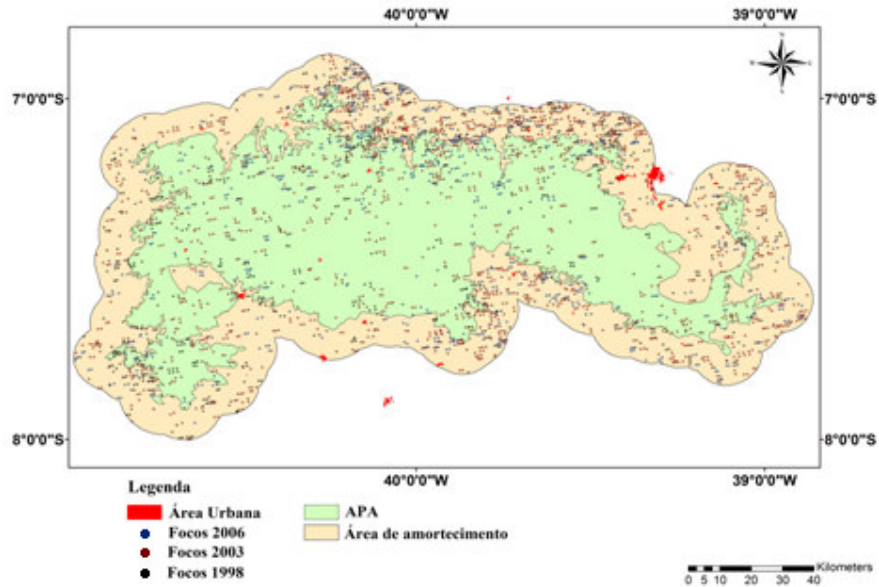 40°0'0"W 39°0'0"W
7°0'0"S 7°0'0"S
8°0'0"S 8°0'0"S
40°0'0"W 39°0'0"W
Legenda
Área Urbana
Focos 2006
Focos 2003
Focos 1998
APA
Área de amortecimento
Kilometers
0 5 10 20 30 40